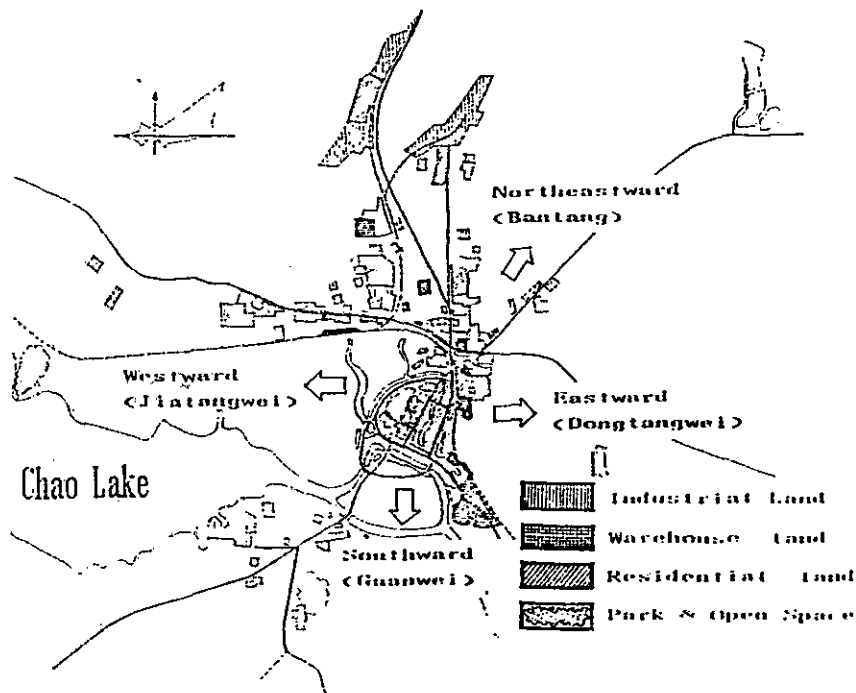 Northeastward
<Bantang>
Westward
<Jiatangwei>
Eastward
<Dongtangwei>
Chao Lake
Southward
<Guanwei>
Industrial Land
Warehouse Land
Residential Land
Park & Open Space